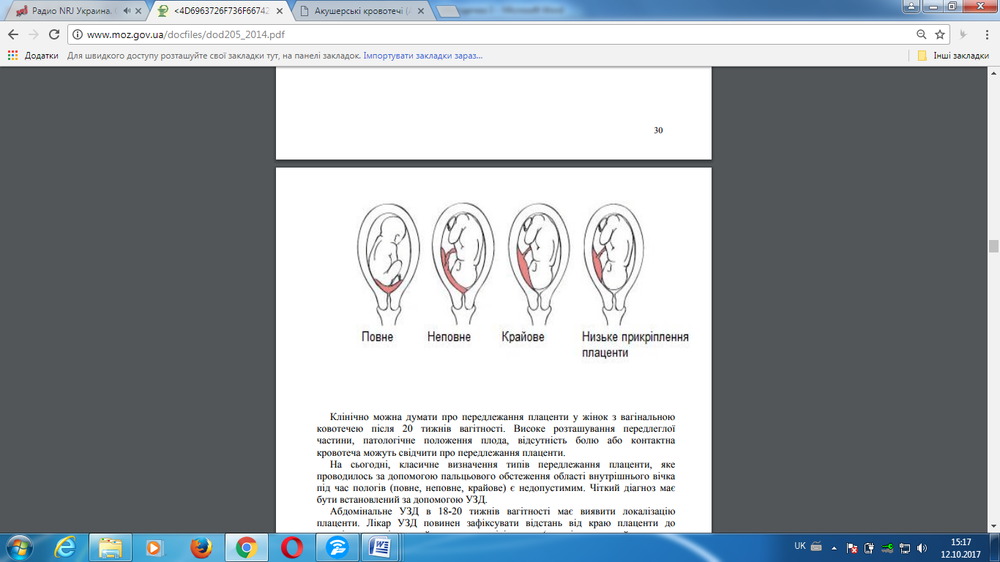 Радио NRJ Украина.
<4D6963726F736F66742
Акушерські кровотечі (А
Microsoft Word
www.moz.gov.ua/docfiles/dod205_2014.pdf
Додатки Для швидкого доступу розташуйте свої закладки тут, на панелі закладок. Імпортувати закладки зараз... Інші закладки
30
Повне Неповне Крайове Низьке прикріплення
плаценти
Клінічно можна думати про передлежання плаценти у жінок з вагінальною
ковотечею після 20 тижнів вагітності. Високе розташування передлеглої
частини, патологічне положення плода, відсутність болю або контактна
кровотеча можуть свідчити про передлежання плаценти.
На сьогодні, класичне визначення типів передлежання плаценти, яке
проводилось за допомогою пальцьового обстеження області внутрішнього вічка
під час пологів (повне, неповне, крайове) є недопустимим. Чіткий діагноз має
бути встановлений за допомогою УЗД.
Абдомінальне УЗД в 18-20 тижнів вагітності має виявити локалізацію
плаценти. Лікар УЗД повинен зафіксувати відстань від краю плаценти до
UK
15:17
12.10.2017